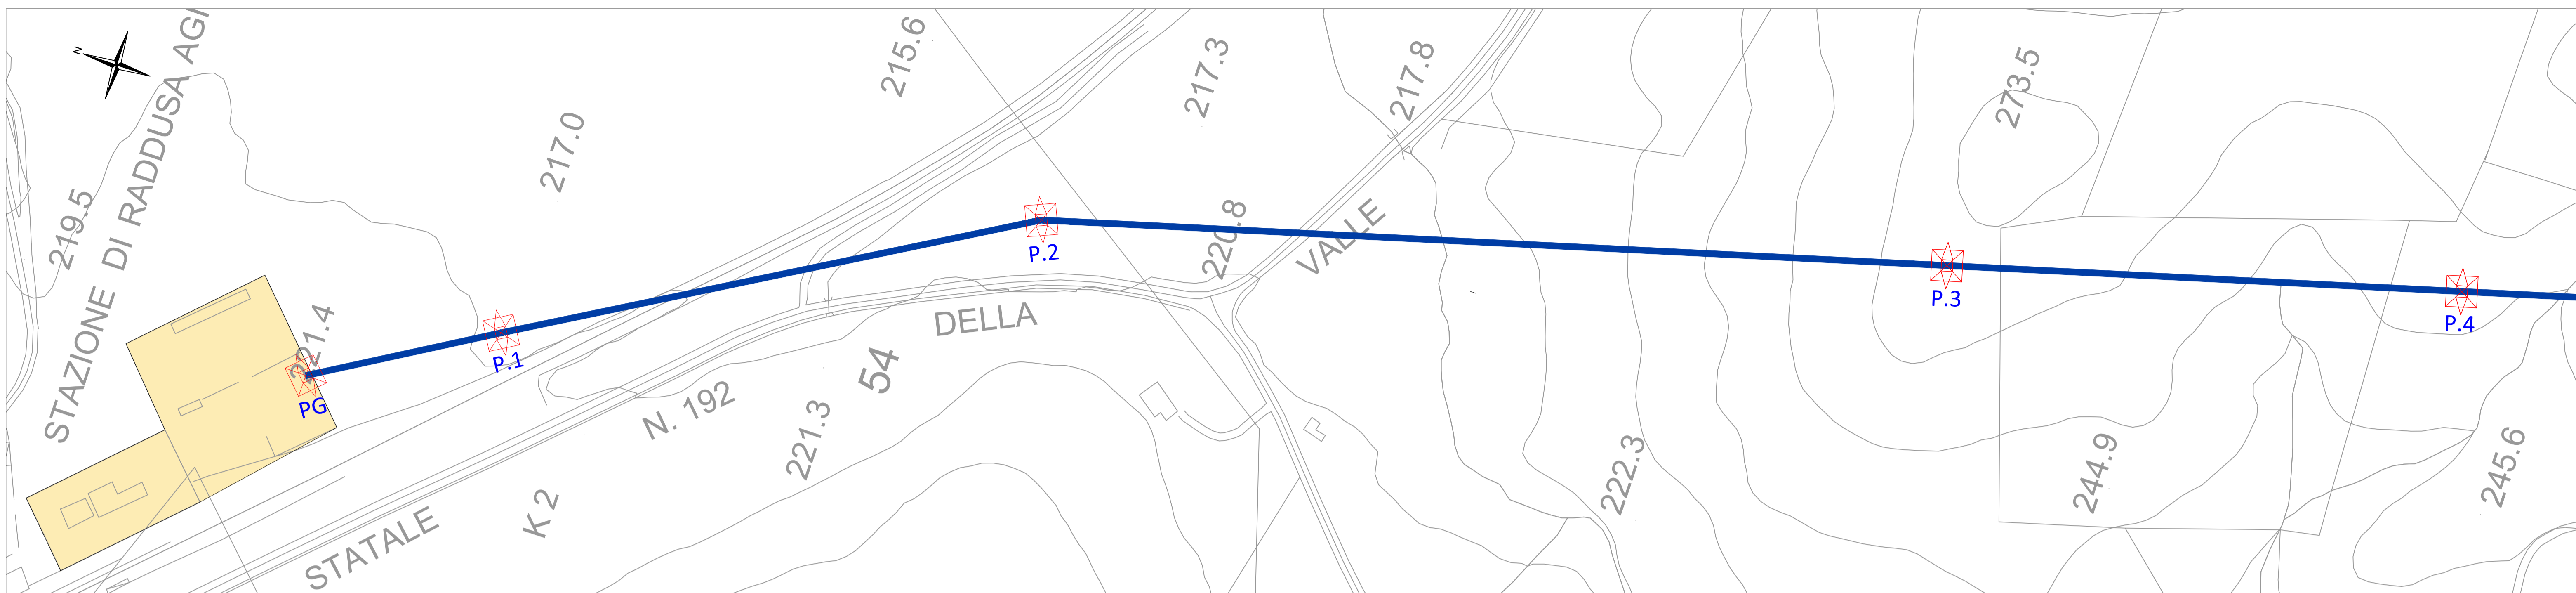 N
STAZIONE DI RADDUSA AGI
219.5
217.0
215.6
217.3
217.8
273.5
221.4
220.8
PG
P.1
P.2
P.3
P.4
STATALE
N. 192
DELLA
VALLE
K 2
54
221.3
222.3
244.9
245.6